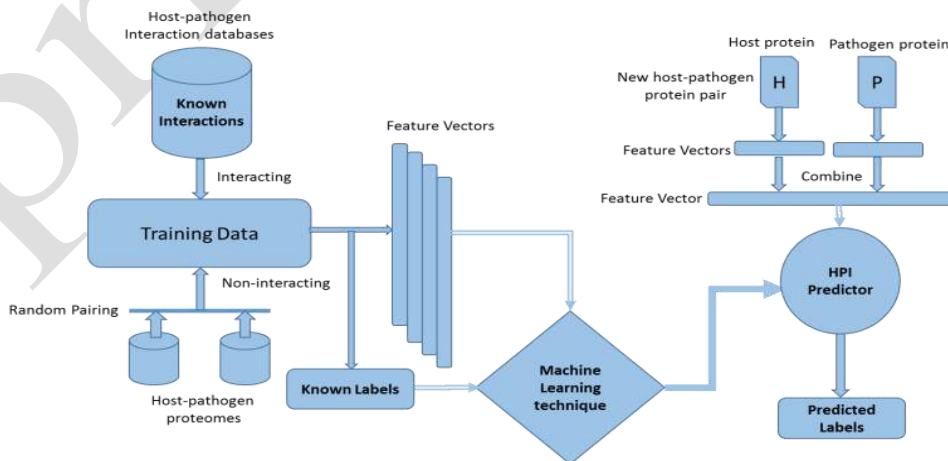 Host-pathogen
Interaction databases
Known
Interactions
Interacting
Training Data
Non-interacting
Random Pairing
Host-pathogen
proteomes
Feature Vectors
Known Labels
Machine
Learning
technique
Host protein
Pathogen protein
New host-pathogen
protein pair
H
P
Feature Vectors
Combine
Feature Vector
HPI
Predictor
Predicted
Labels